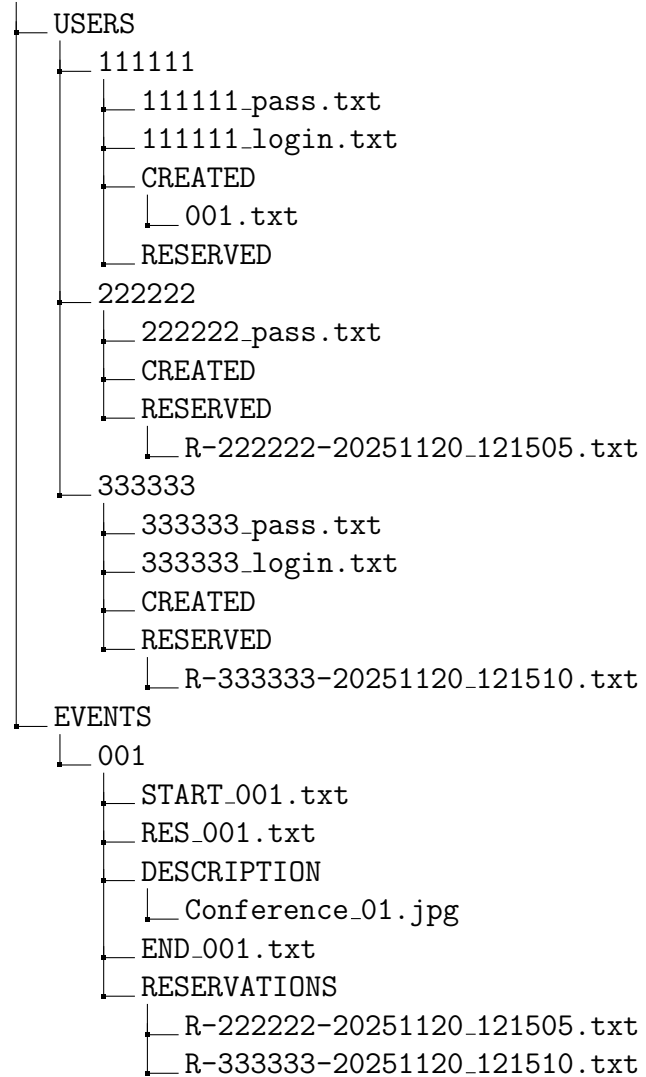 USERS
111111
111111_pass.txt
111111_login.txt
CREATED
001.txt
RESERVED
222222
222222_pass.txt
CREATED
RESERVED
R-222222-20251120_121505.txt
333333
333333_pass.txt
333333_login.txt
CREATED
RESERVED
R-333333-20251120_121510.txt
EVENTS
001
START_001.txt
RES_001.txt
DESCRIPTION
Conference_01.jpg
END_001.txt
RESERVATIONS
R-222222-20251120_121505.txt
R-333333-20251120_121510.txt